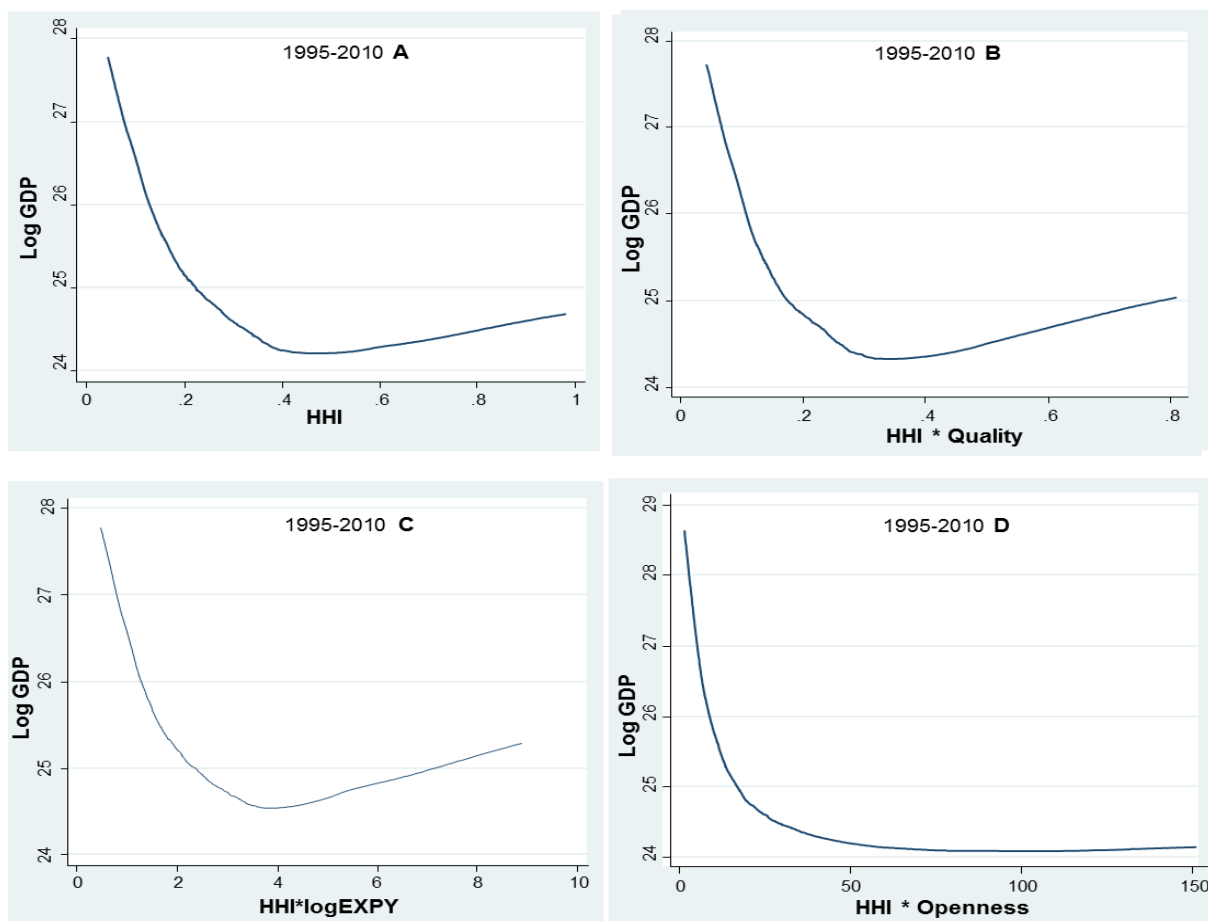 1995-2010 A
Log GDP
28
27
26
25
24
0 .2 .4 .6 .8 1
HHI
1995-2010 B
Log GDP
28
27
26
25
24
0 .2 .4 .6 .8
HHI * Quality
1995-2010 C
Log GDP
28
27
26
25
24
0 2 4 6 8 10
HHI*logEXPY
1995-2010 D
Log GDP
29
28
27
26
25
24
0 50 100 150
HHI * Openness